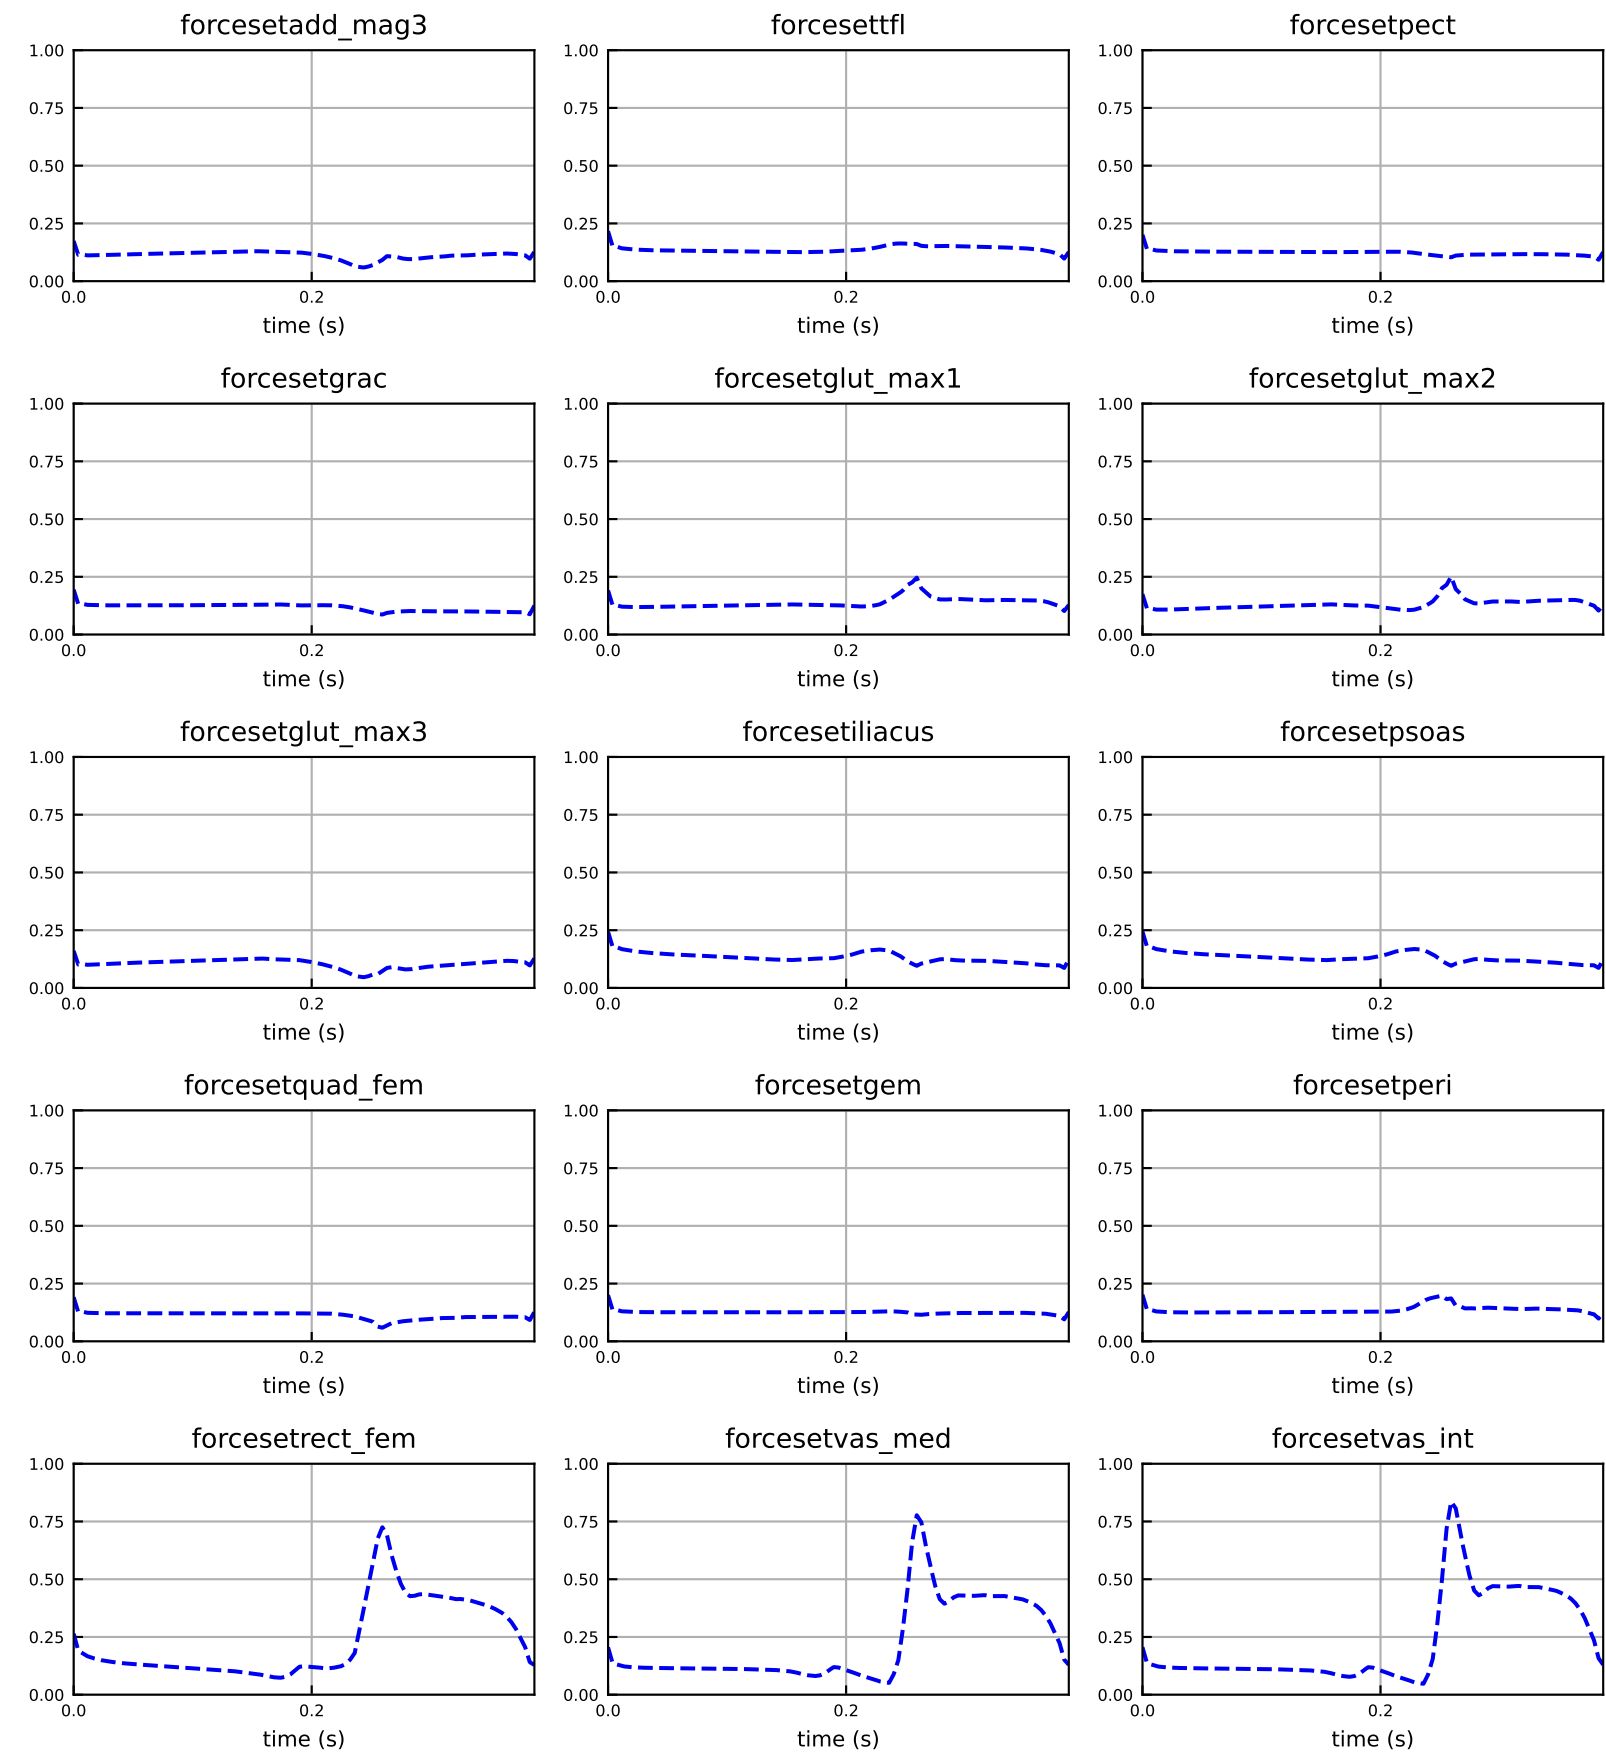 forcesetadd_mag3 forcesettfl forcesetpect
1.00 1.00 1.00
0.75 0.75 0.75
0.50 0.50 0.50
0.25 0.25 0.25
0.00 0.00 0.00
0.0 0.2 0.0 0.2 0.0 0.2
time (s) time (s) time (s)
forcesetgrac forcesetglut_max1 forcesetglut_max2
1.00 1.00 1.00
0.75 0.75 0.75
0.50 0.50 0.50
0.25 0.25 0.25
0.00 0.00 0.00
0.0 0.2 0.0 0.2 0.0 0.2
time (s) time (s) time (s)
forcesetglut_max3 forcesetiliacus forcesetpsoas
1.00 1.00 1.00
0.75 0.75 0.75
0.50 0.50 0.50
0.25 0.25 0.25
0.00 0.00 0.00
0.0 0.2 0.0 0.2 0.0 0.2
time (s) time (s) time (s)
forcesetquad_fem forcesetgem forcesetperi
1.00 1.00 1.00
0.75 0.75 0.75
0.50 0.50 0.50
0.25 0.25 0.25
0.00 0.00 0.00
0.0 0.2 0.0 0.2 0.0 0.2
time (s) time (s) time (s)
forcesetrect_fem forcesetvas_med forcesetvas_int
1.00 1.00 1.00
0.75 0.75 0.75
0.50 0.50 0.50
0.25 0.25 0.25
0.00 0.00 0.00
0.0 0.2 0.0 0.2 0.0 0.2
time (s) time (s) time (s)